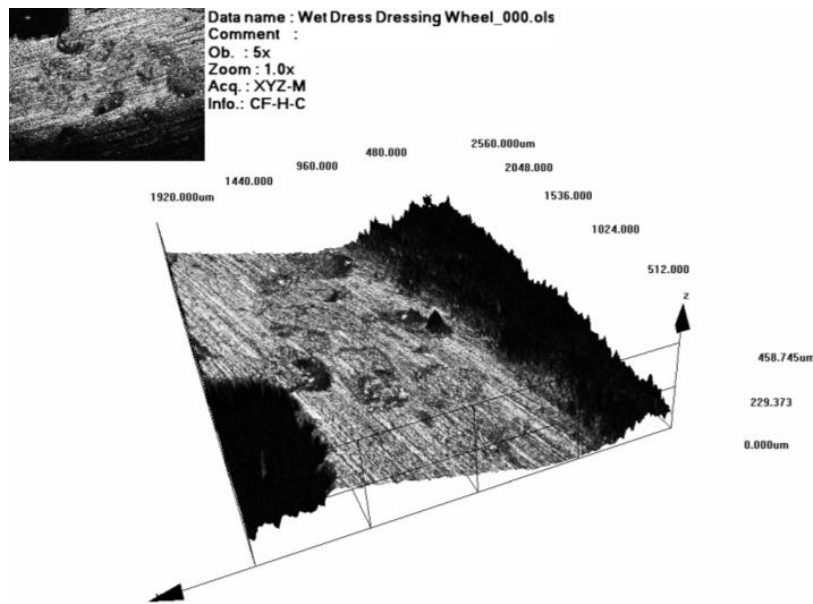 Data name : Wet Dress Dressing Wheel_000.ols
Comment :
Ob. : 5x
Zoom : 1.0x
Acq. : XYZ-M
Info.: CF-H-C
2560.000um
480.000
2048.000
960.000
1536.000
1440.000
1920.000um
1024.000
512.000
z
458.745um
229.373
0.000um